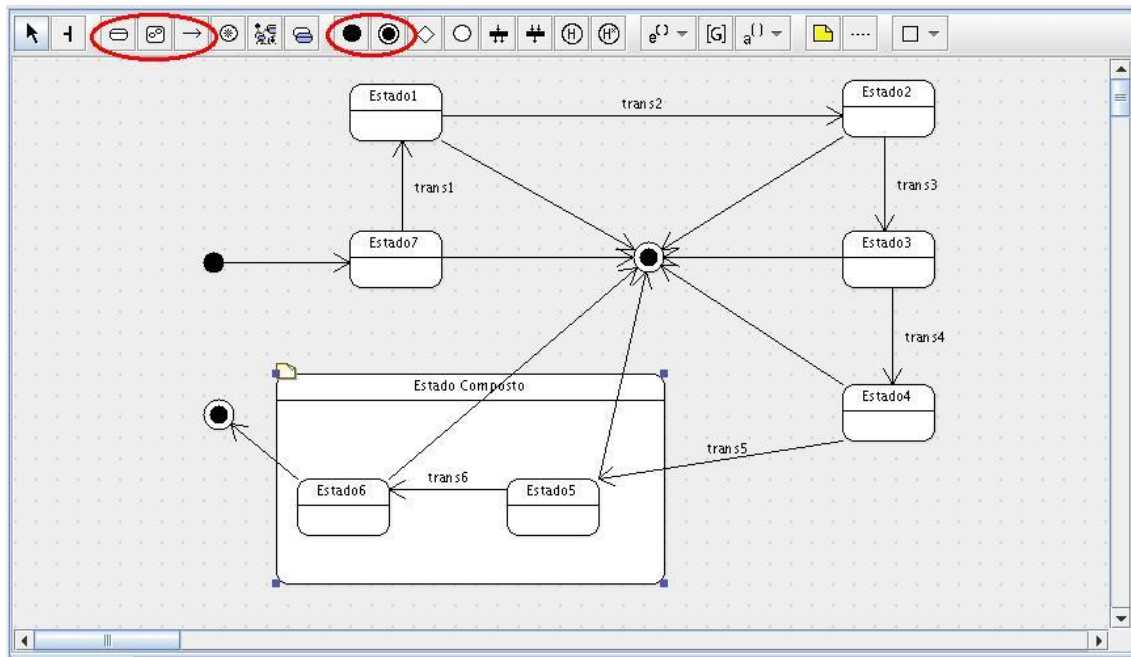 e() [G] a()
H H*
Estado1
trans2
Estado2
trans1
trans3
Estado7
Estado3
trans4
Estado Composto
Estado4
trans5
Estado6
trans6
Estado5